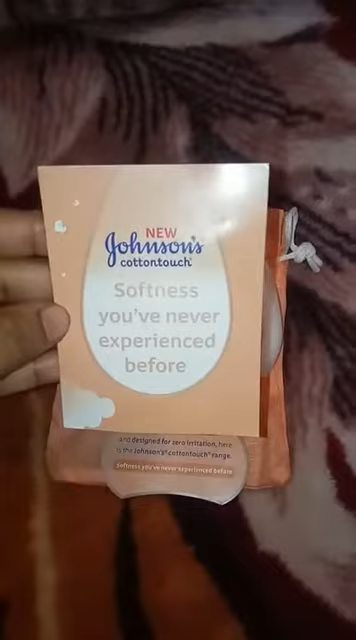 NEW
Johnson's
cottontouch
Softness
you've never
experienced
before
and designed for zero irritation, here
is the Johnson's® cottontouch® range.
Softness you've never experienced before